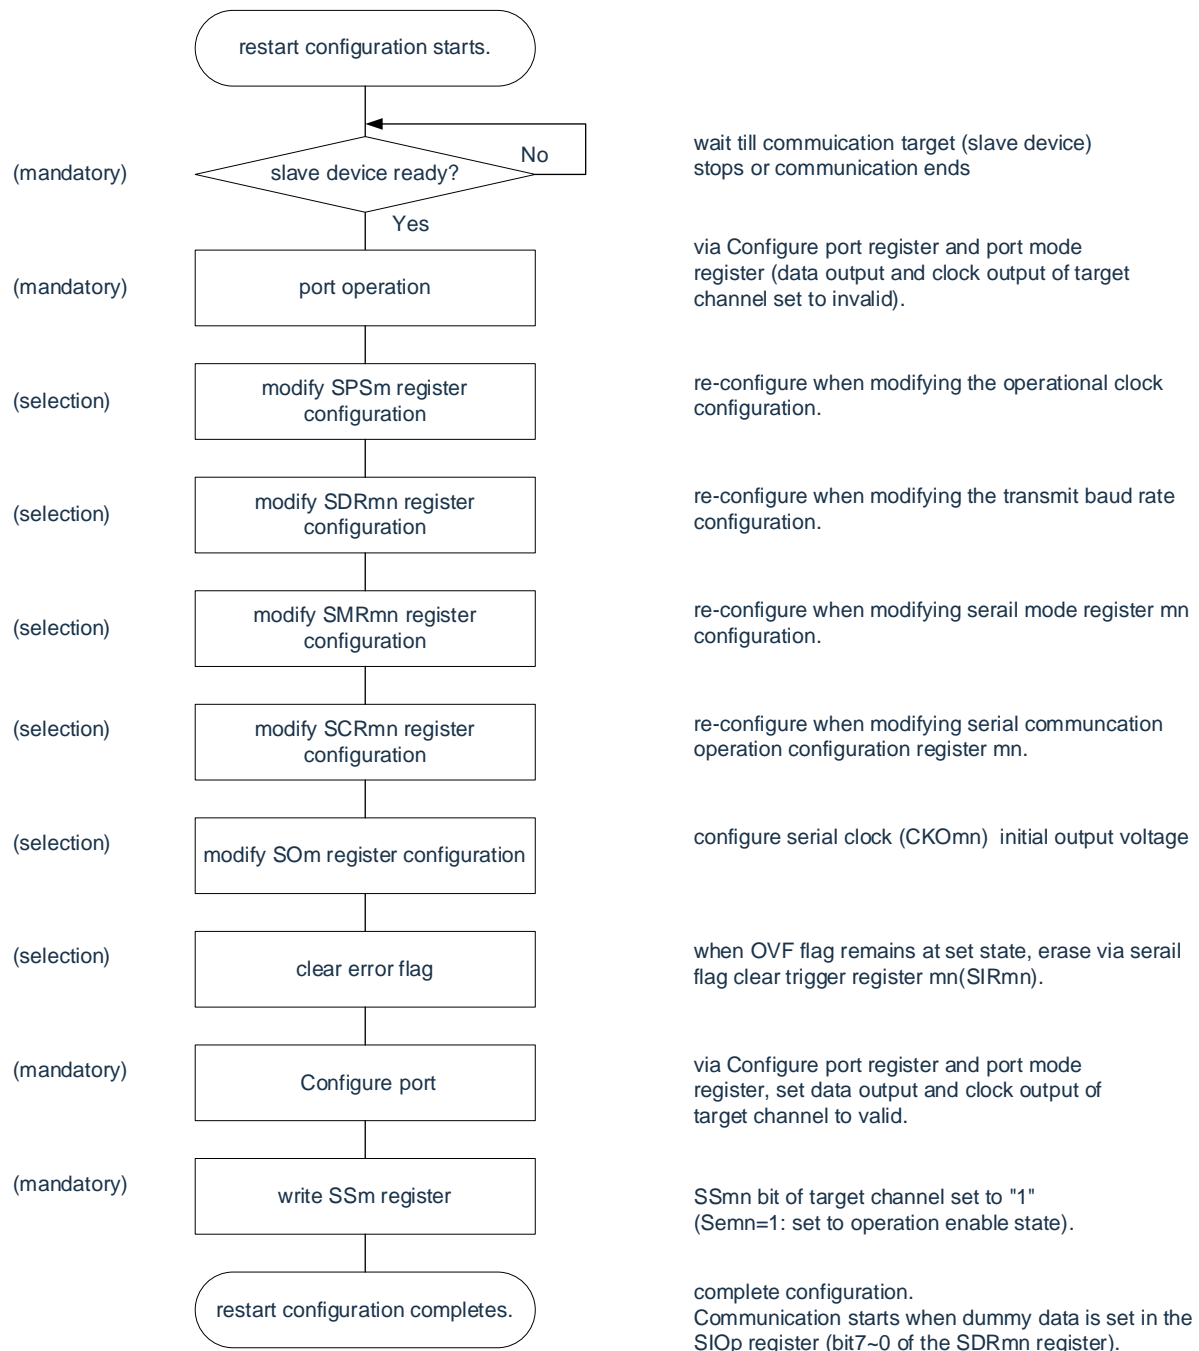 restart configuration starts.
(mandatory)
slave device ready?
No
Yes
wait till commuication target (slave device)
stops or communication ends
(mandatory)
port operation
via Configure port register and port mode
register (data output and clock output of target
channel set to invalid).
(selection)
modify SPSm register
configuration
re-configure when modifying the operational clock
configuration.
(selection)
modify SDRmn register
configuration
re-configure when modifying the transmit baud rate
configuration.
(selection)
modify SMRmn register
configuration
re-configure when modifying serail mode register mn
configuration.
(selection)
modify SCRmn register
configuration
re-configure when modifying serial communcation
operation configuration register mn.
(selection)
modify SOm register configuration
configure serial clock (CKOmn)  initial output voltage
(selection)
clear error flag
when OVF flag remains at set state, erase via serail
flag clear trigger register mn(SIRmn).
(mandatory)
Configure port
via Configure port register and port mode
register, set data output and clock output of
target channel to valid.
(mandatory)
write SSm register
SSmn bit of target channel set to "1"
(Semn=1: set to operation enable state).
restart configuration completes.
complete configuration.
Communication starts when dummy data is set in the
SIOp register (bit7~0 of the SDRmn register).